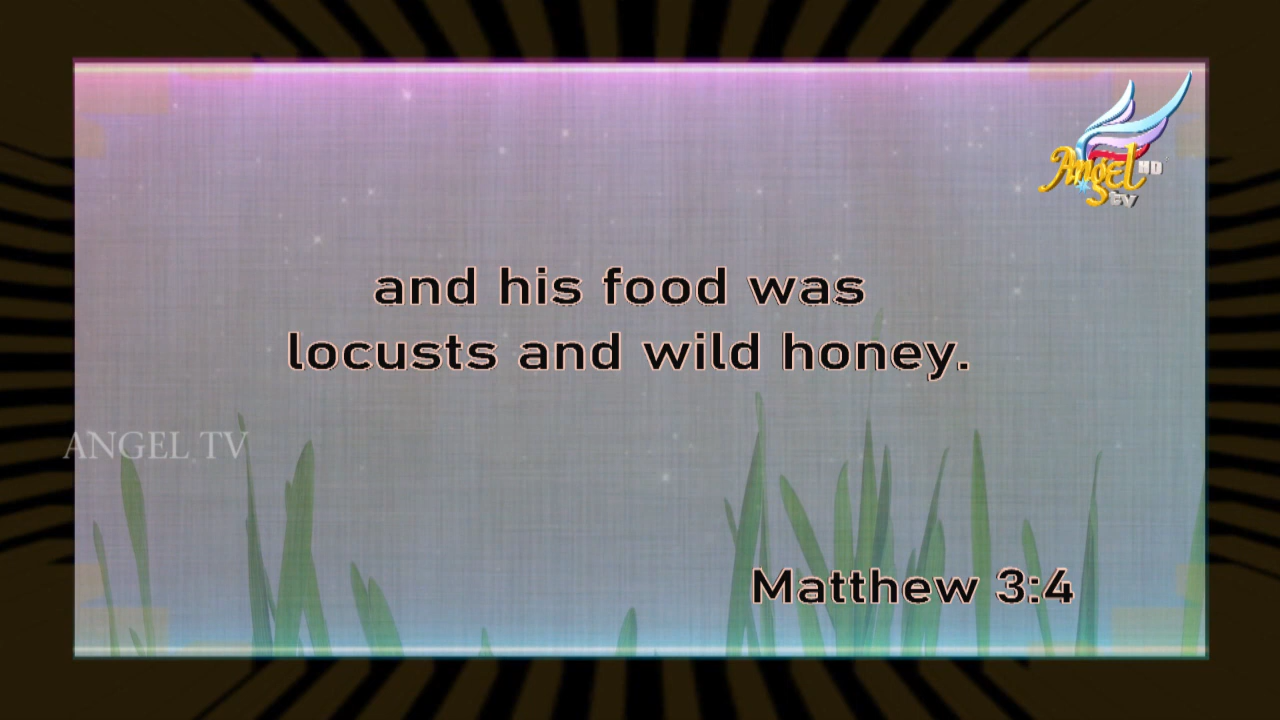 Angel HD
tv
and his food was
locusts and wild honey.
ANGEL TV
Matthew 3:4